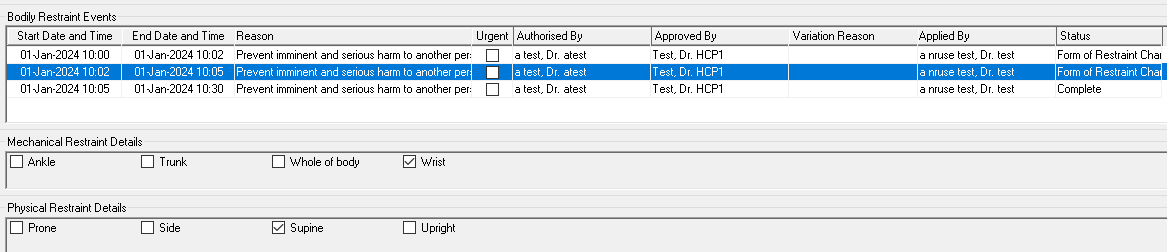 Bodily Restraint Events
Start Date and Time End Date and Time Reason Urgent Authorised By Approved By Variation Reason Applied By Status
01-Jan-2024 10:00 01-Jan-2024 10:02 Prevent imminent and serious harm to another per: a test, Dr. atest Test, Dr. HCP1 a nruse test, Dr. test Form of Restraint Char
01-Jan-2024 10:02 01-Jan-2024 10:05 Prevent imminent and serious harm to another per: a test, Dr. atest Test, Dr. HCP1 a nruse test, Dr. test Form of Restraint Char
01-Jan-2024 10:05 01-Jan-2024 10:30 Prevent imminent and serious harm to another per: a test, Dr. atest Test, Dr. HCP1 a nruse test, Dr. test Complete
Mechanical Restraint Details
Ankle Trunk Whole of body Wrist
Physical Restraint Details
Prone Side Supine Upright